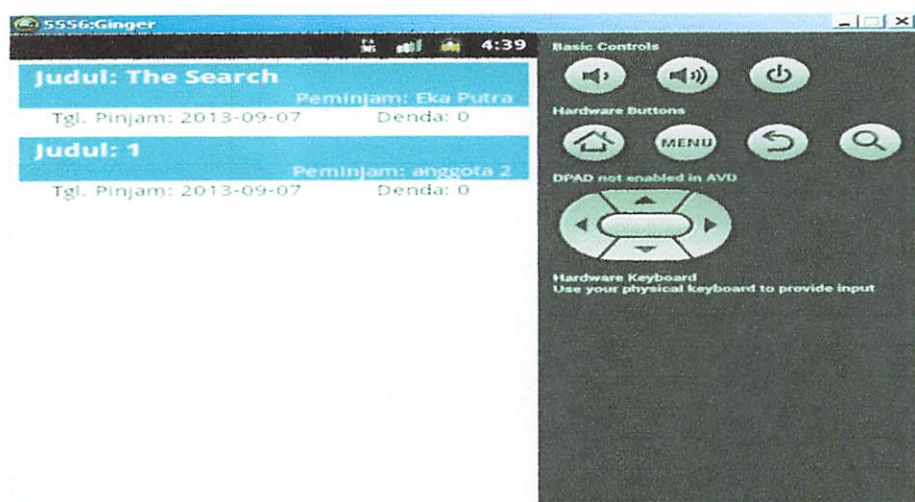 5556:Ginger
4:39
Judul: The Search
Peminjam: Eka Putra
Tgl. Pinjam: 2013-09-07 Denda: 0
Judul: 1
Peminjam: anggota 2
Tgl. Pinjam: 2013-09-07 Denda: 0
Basic Controls
Hardware Buttons
MENU
DPAD not enabled in AVD
Hardware Keyboard
Use your physical keyboard to provide input